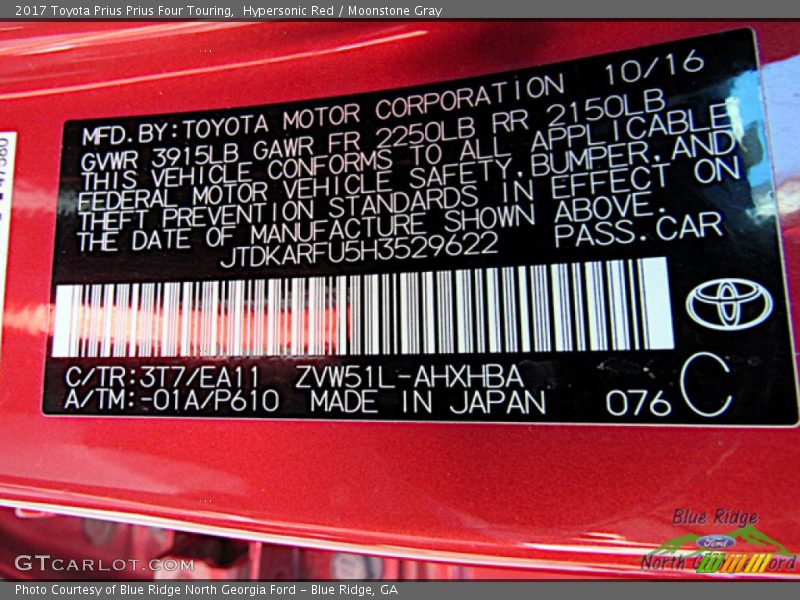 2017 Toyota Prius Prius Four Touring,  Hypersonic Red / Moonstone Gray
MFD.BY:TOYOTA MOTOR CORPORATION 10/16
GVWR 3915LB GAWR FR 2250LB RR 2150LB
THIS VEHICLE CONFORMS TO ALL APPLICABLE
FEDERAL MOTOR VEHICLE SAFETY,BUMPER,AND
THEFT PREVENTION STANDARDS IN EFFECT ON
THE DATE OF MANUFACTURE SHOWN ABOVE.
JTDKARFU5H3529622 PASS.CAR
C/TR:3T7/EA11 ZVW51L-AHXHBA C
A/TM:-01A/P610 MADE IN JAPAN 076
Blue Ridge
Ford
North Ford
GTCARLOT.COM
Photo Courtesy of Blue Ridge North Georgia Ford – Blue Ridge, GA